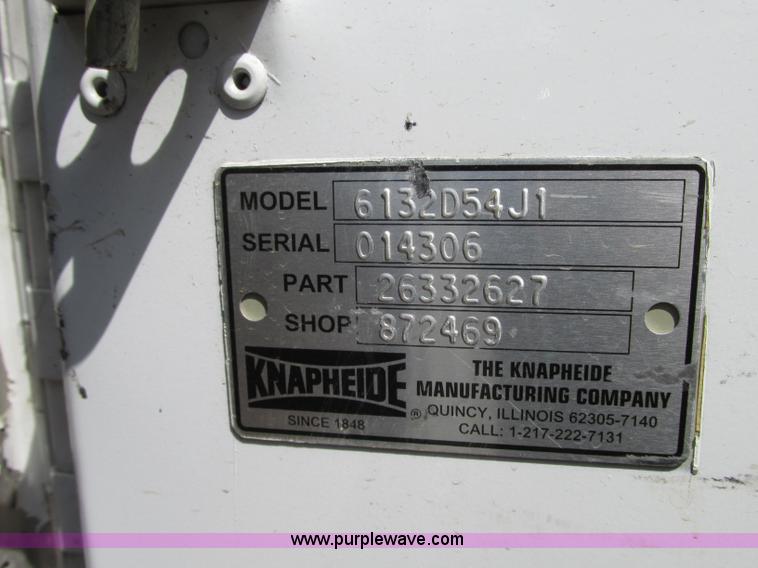 MODEL 6132D54J1
SERIAL 014306
PART 26332627
SHOP 872469
KNAPHEIDE ®
SINCE 1848
THE KNAPHEIDE
MANUFACTURING COMPANY
QUINCY, ILLINOIS 62305-7140
CALL: 1-217-222-7131
www.purplewave.com